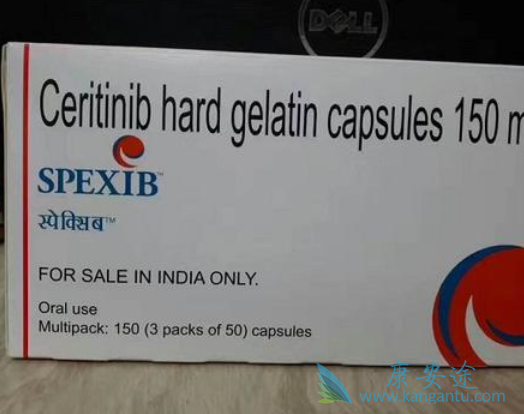 DELL
Ceritinib hard gelatin capsules 150 m
SPEXIB™
स्पेक्सिब™
FOR SALE IN INDIA ONLY.
Oral use
Multipack: 150 (3 packs of 50) capsules
康安途
www.kangantu.com